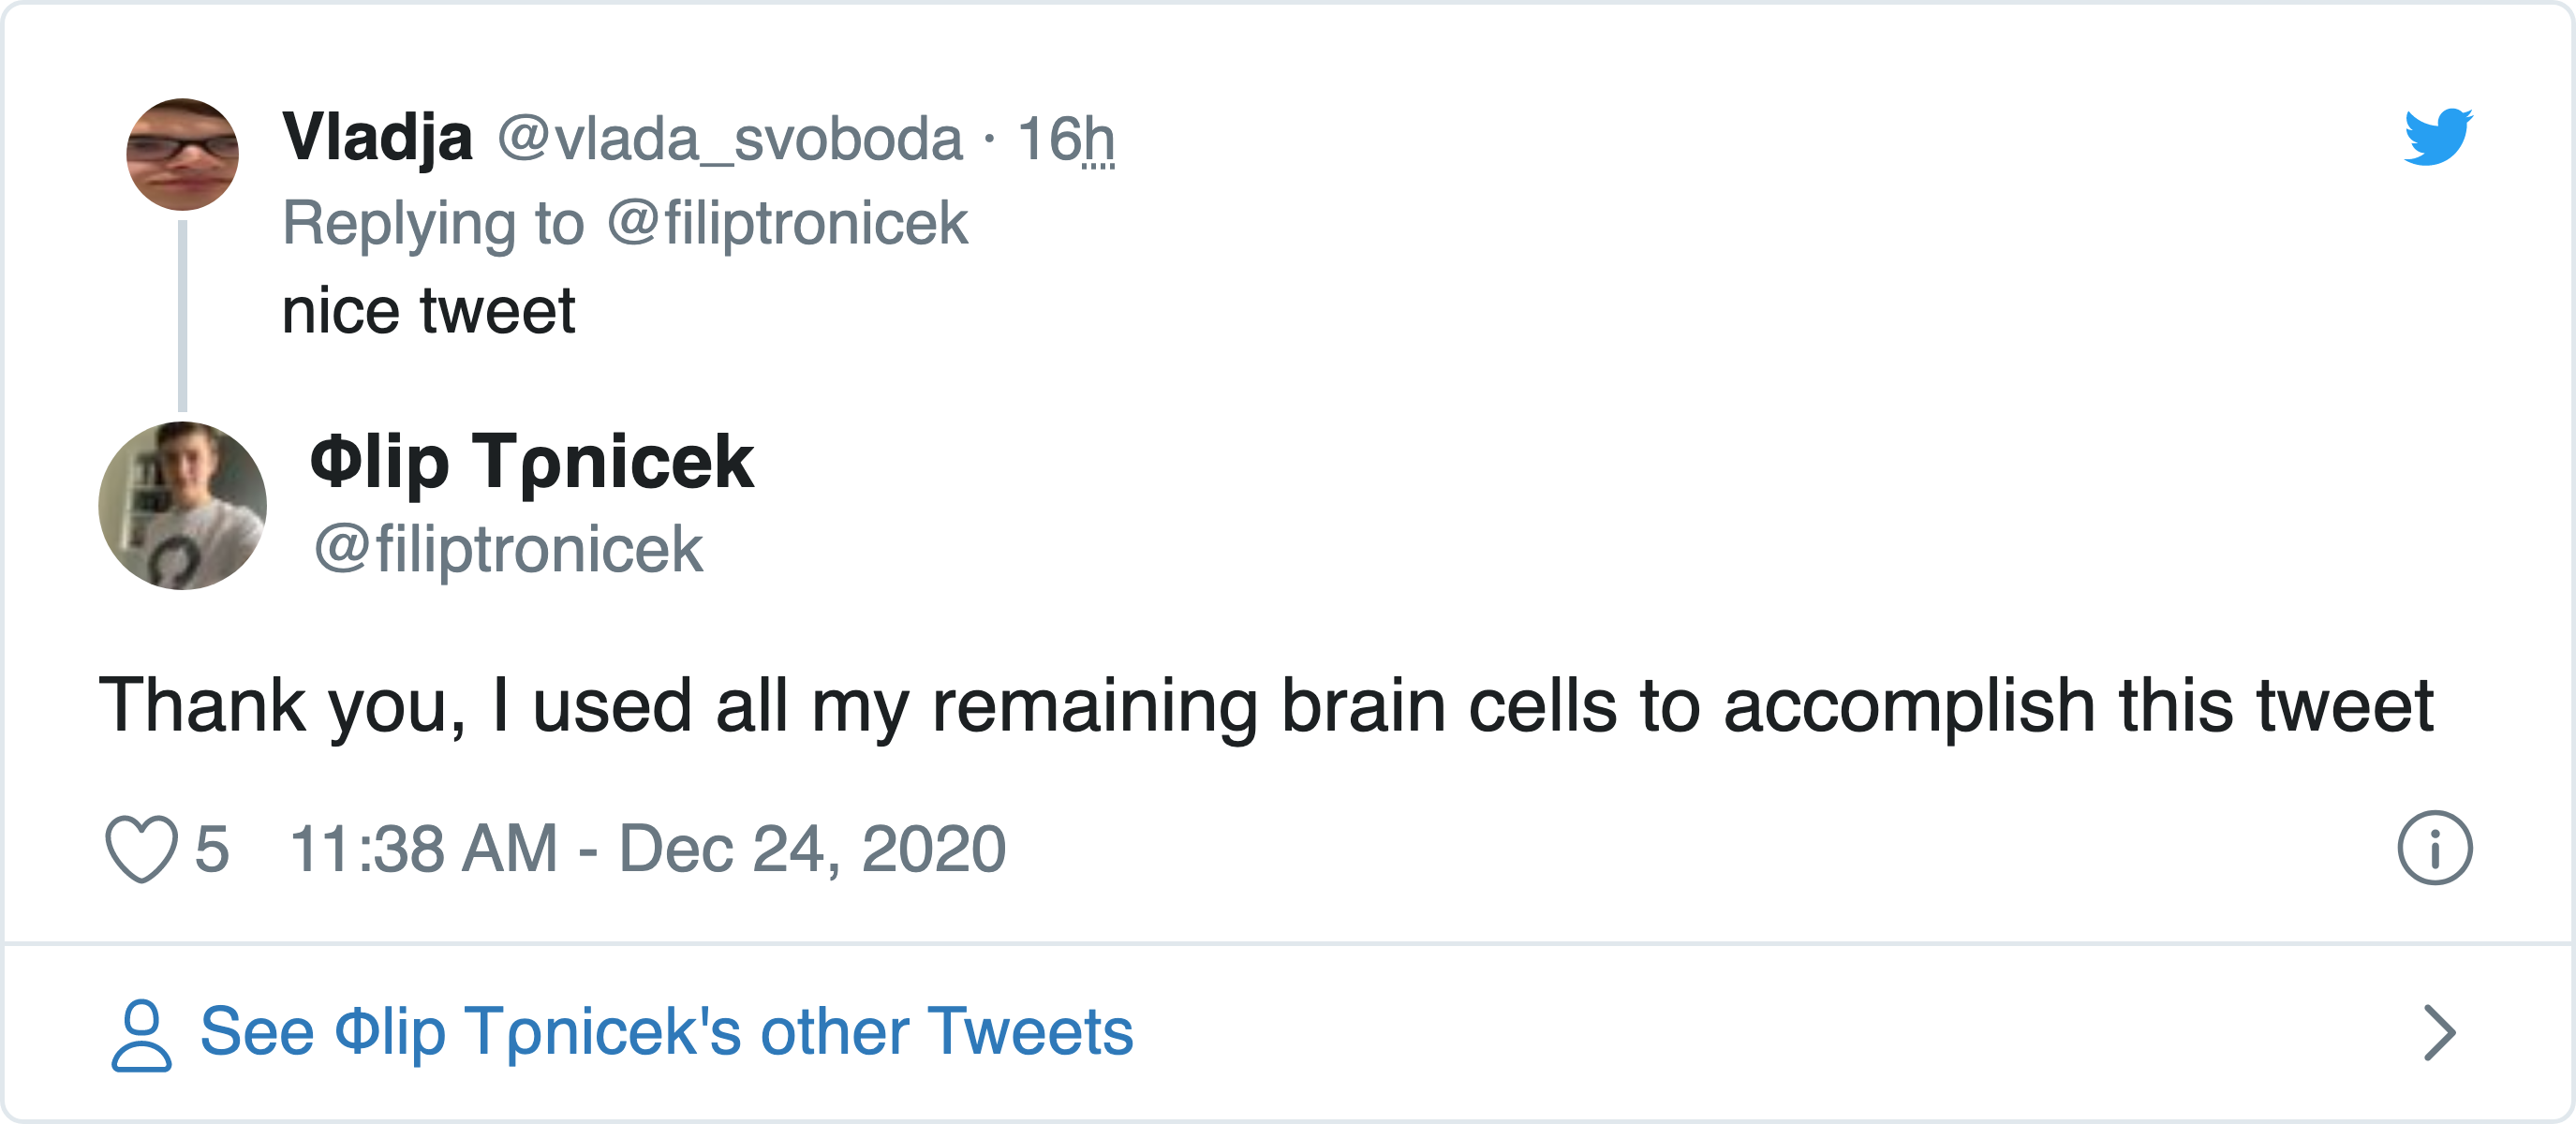 Vladja @vlada_svoboda · 16h
Replying to @filiptronicek
nice tweet
Φlip Tρnicek
@filiptronicek
Thank you, I used all my remaining brain cells to accomplish this tweet
5 11:38 AM - Dec 24, 2020
See Φlip Tρnicek's other Tweets